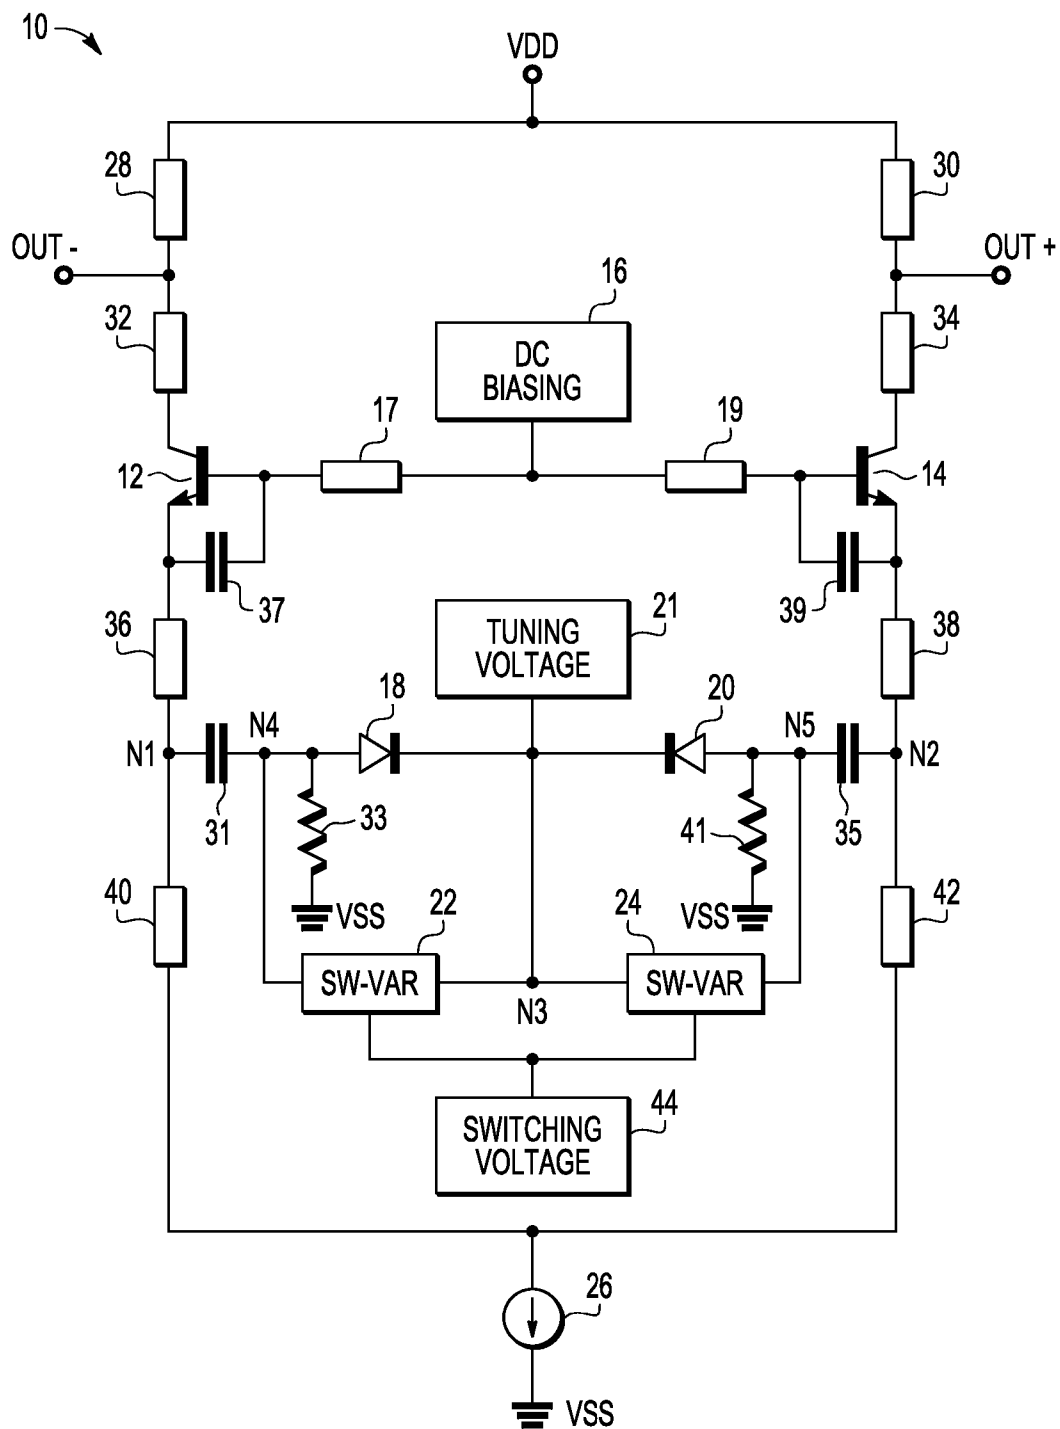 10
VDD
28
30
OUT -
OUT +
16
32
34
DC
BIASING
17
19
12
14
37
39
21
36
38
TUNING
VOLTAGE
18
20
N1
N4
N5
N2
31
33
41
35
40
42
VSS
VSS
22
24
SW-VAR
SW-VAR
N3
44
SWITCHING
VOLTAGE
26
VSS